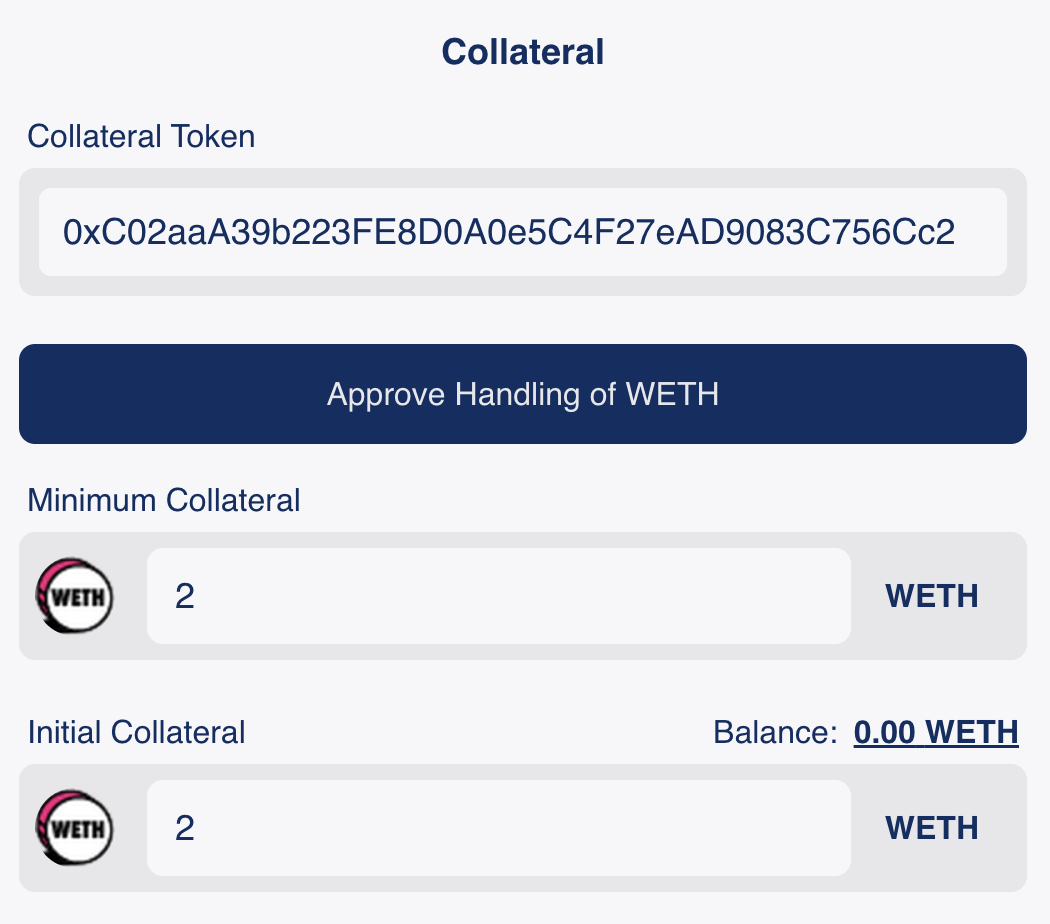 Collateral
Collateral Token
0xC02aaA39b223FE8D0A0e5C4F27eAD9083C756Cc2
Approve Handling of WETH
Minimum Collateral
WETH 2 WETH
Initial Collateral Balance: 0.00 WETH
WETH 2 WETH